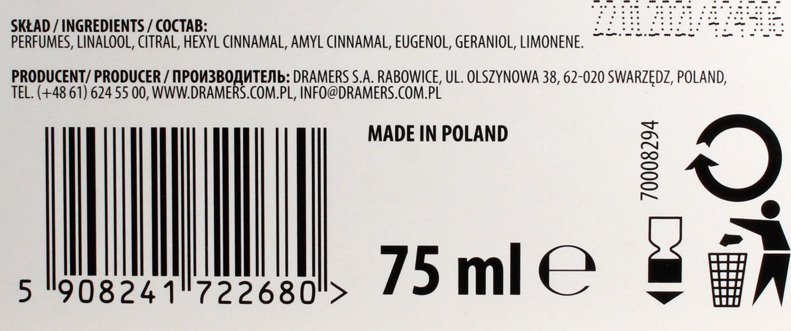 SKŁAD / INGREDIENTS / СОСТАВ:
PERFUMES, LINALOOL, CITRAL, HEXYL CINNAMAL, AMYL CINNAMAL, EUGENOL, GERANIOL, LIMONENE.
PRODUCENT/ PRODUCER / ПРОИЗВОДИТЕЛЬ: DRAMERS S.A. RABOWICE, UL. OLSZYNOWA 38, 62-020 SWARZĘDZ, POLAND,
TEL. (+48 61) 624 55 00, WWW.DRAMERS.COM.PL, INFO@DRAMERS.COM.PL
MADE IN POLAND
70008294
75 ml e
5 908241 722680 >